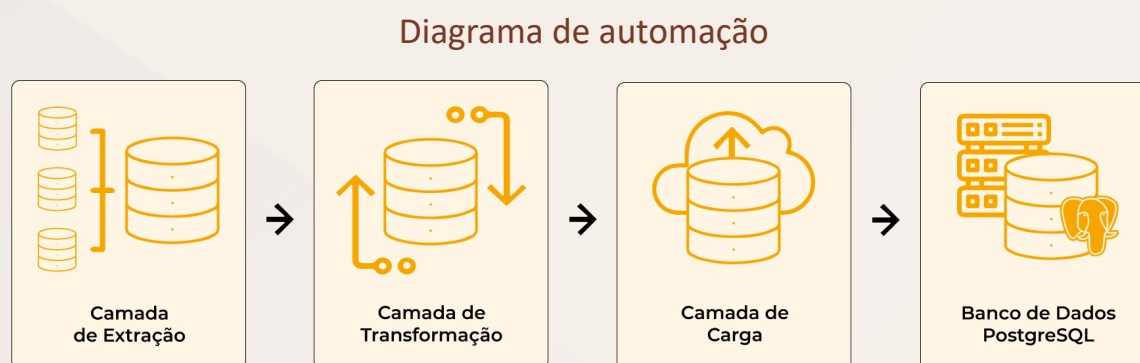 Diagrama de automação
Camada
de Extração
Camada de
Transformação
Camada de
Carga
Banco de Dados
PostgreSQL